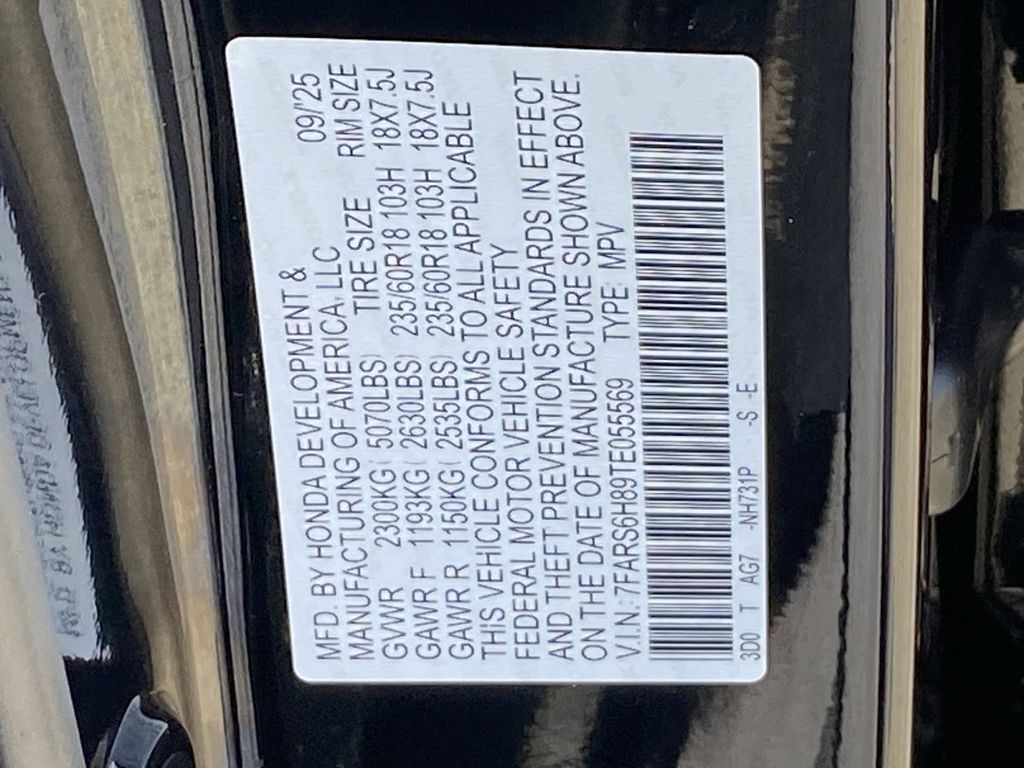 MFD. BY HONDA DEVELOPMENT & 09/'25
MANUFACTURING OF AMERICA, LLC
GVWR 2300KG( 5070LBS) TIRE SIZE RIM SIZE
GAWR F 1193KG( 2630LBS) 235/60R18 103H 18X7.5J
GAWR R 1150KG( 2535LBS) 235/60R18 103H 18X7.5J
THIS VEHICLE CONFORMS TO ALL APPLICABLE
FEDERAL MOTOR VEHICLE SAFETY
AND THEFT PREVENTION STANDARDS IN EFFECT
ON THE DATE OF MANUFACTURE SHOWN ABOVE.
V.I.N.:7FARS6H89TE055569 TYPE: MPV
3D0 T AG7 -NH731P -S -E